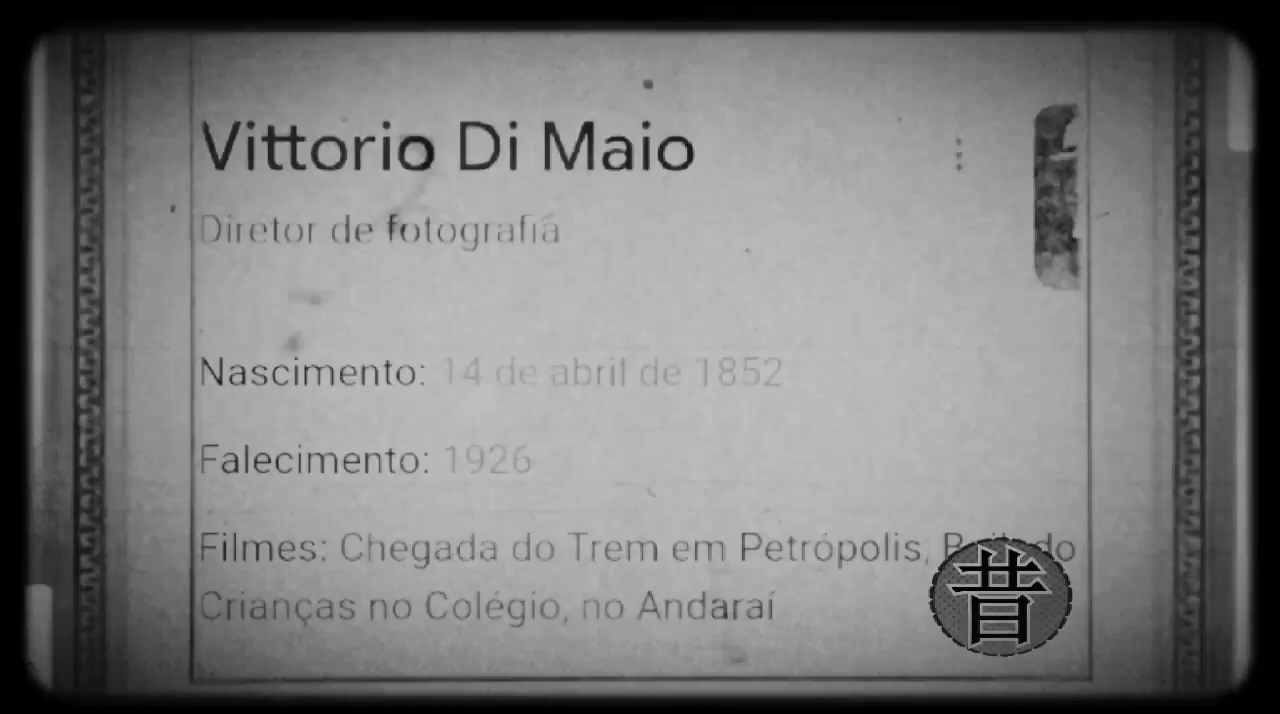 Vittorio Di Maio
Diretor de fotografia
Nascimento: 14 de abril de 1852
Falecimento: 1926
Filmes: Chegada do Trem em Petrópolis, do
Crianças no Colégio, no Andaraí
昔